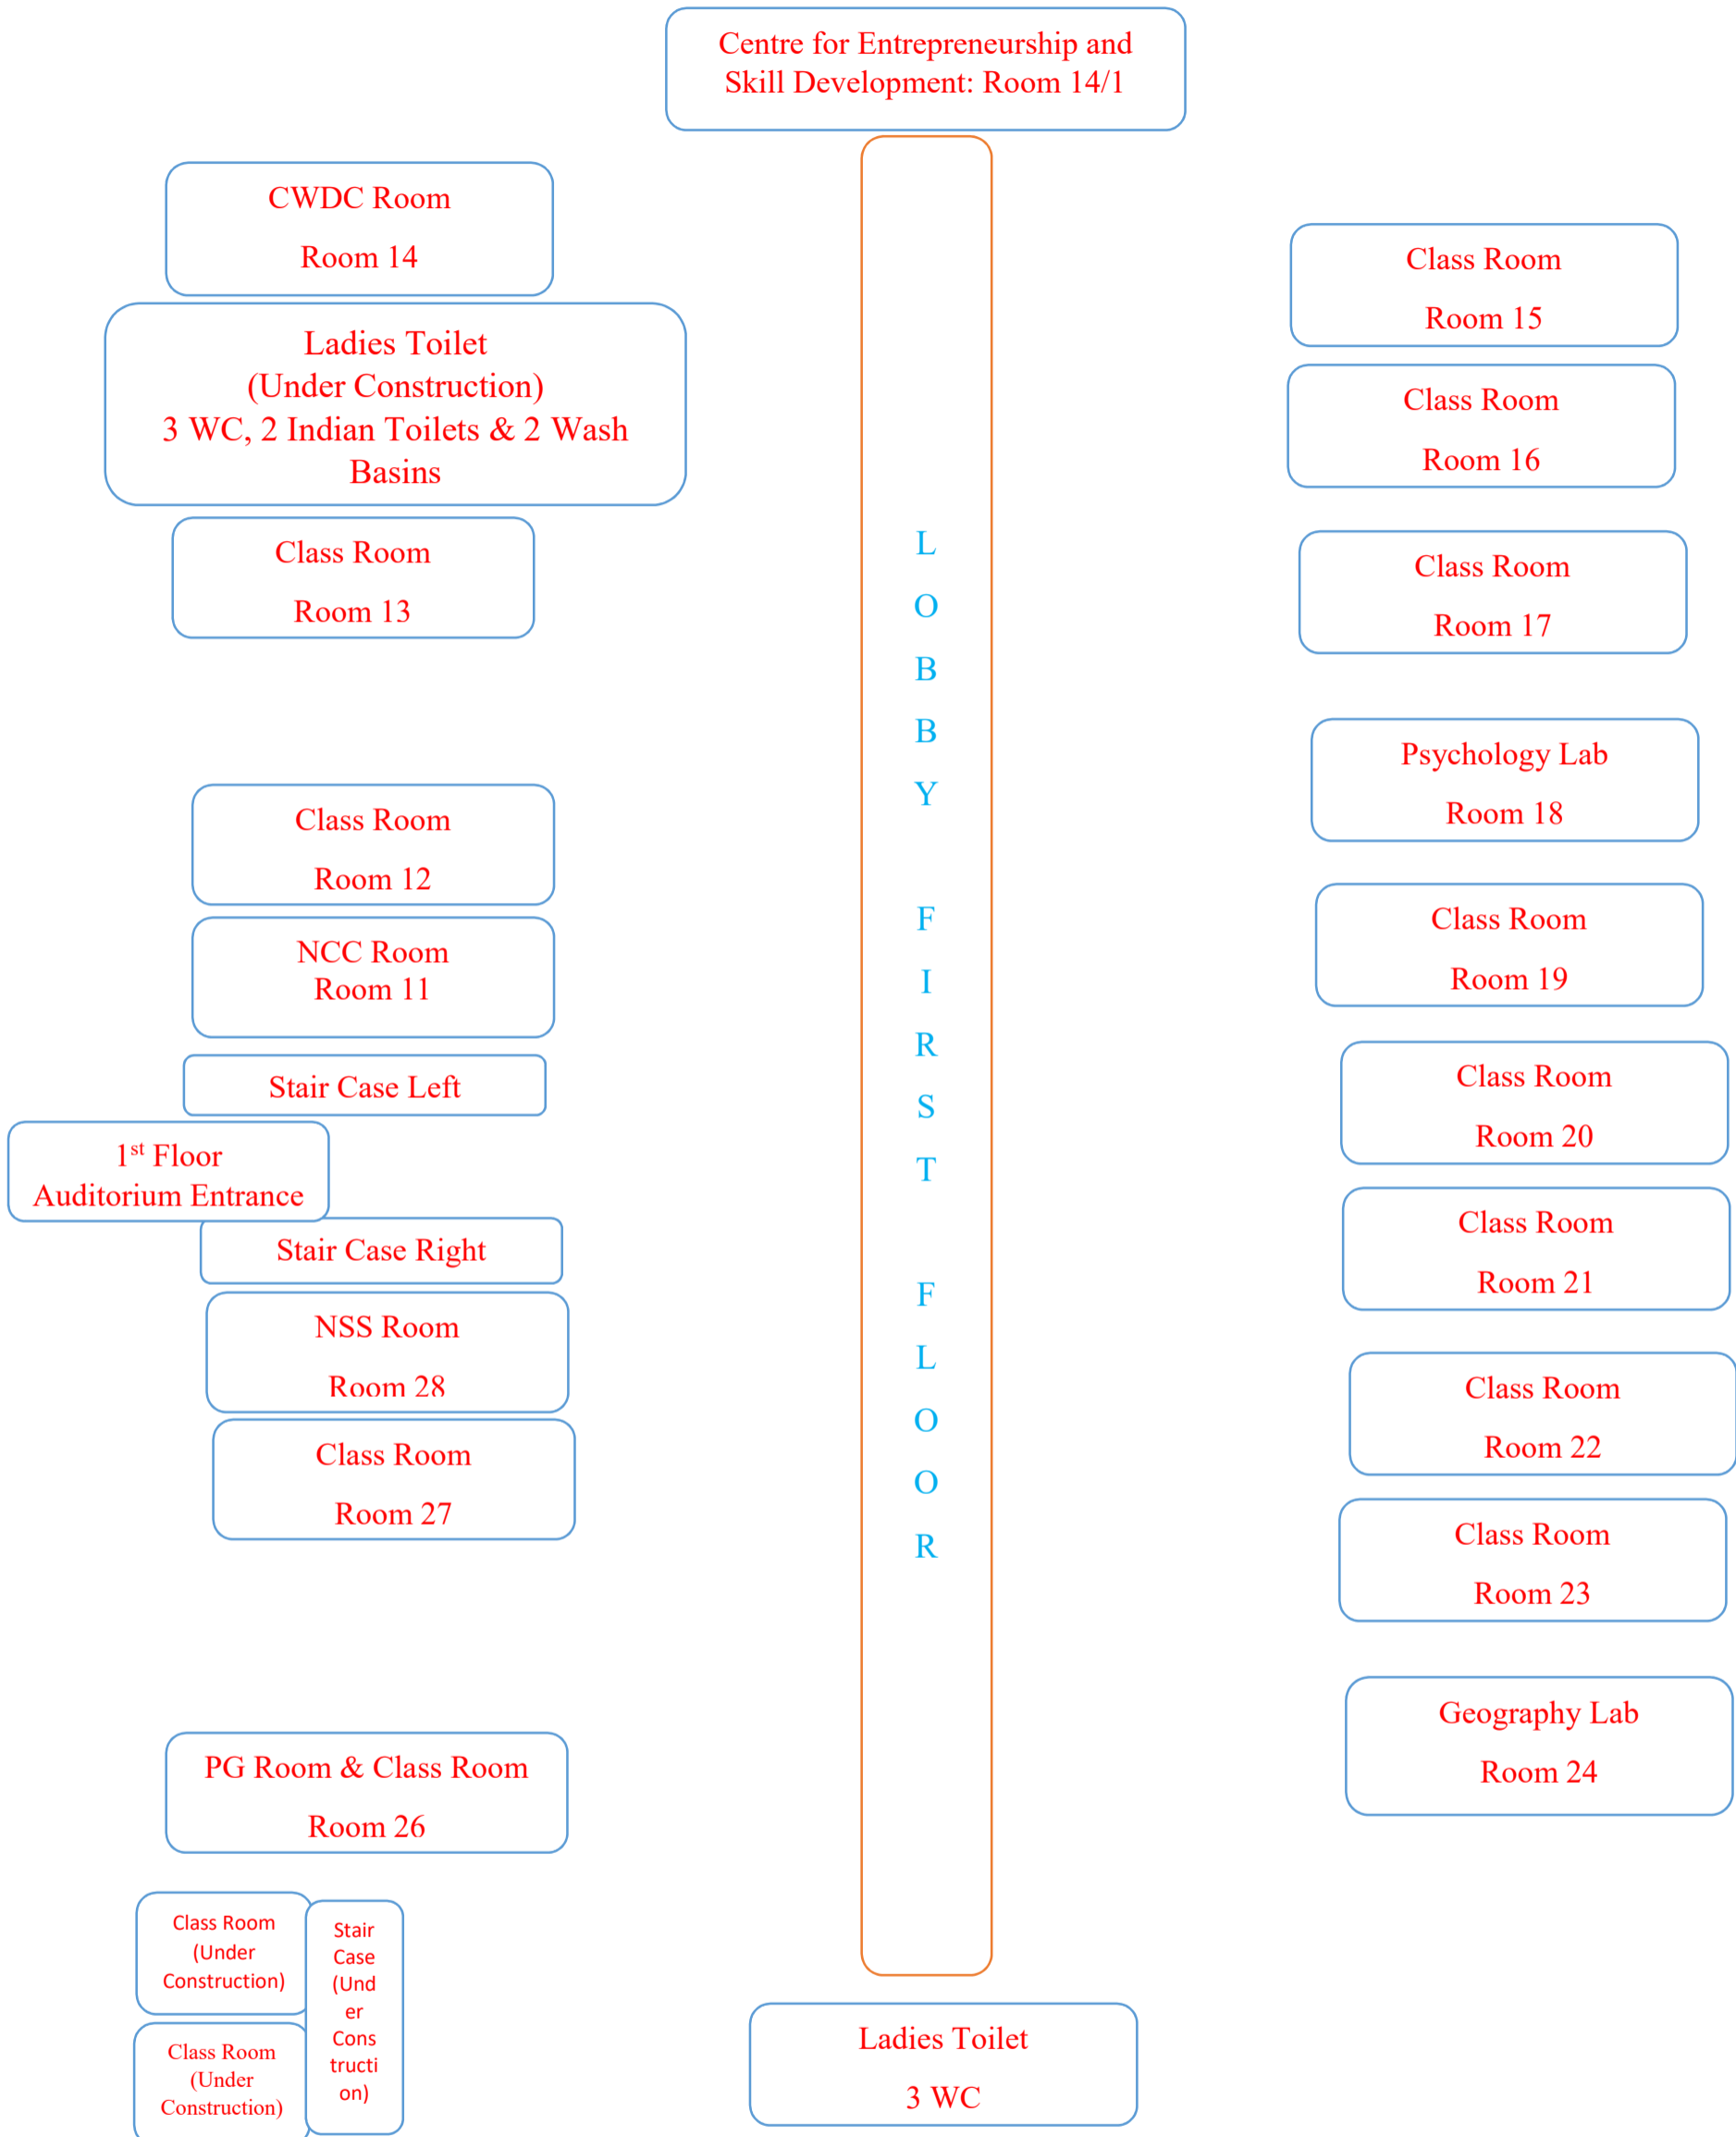 Centre for Entrepreneurship and
Skill Development: Room 14/1
CWDC Room
Room 14
Ladies Toilet
(Under Construction)
3 WC, 2 Indian Toilets & 2 Wash
Basins
Class Room
Room 13
Class Room
Room 12
NCC Room
Room 11
Stair Case Left
1st Floor
Auditorium Entrance
Stair Case Right
NSS Room
Room 28
Class Room
Room 27
PG Room & Class Room
Room 26
Class Room
(Under
Construction)
Class Room
(Under
Construction)
Stair
Case
(Und
er
Cons
tructi
on)
L
O
B
B
Y
F
I
R
S
T
F
L
O
O
R
Ladies Toilet
3 WC
Class Room
Room 15
Class Room
Room 16
Class Room
Room 17
Psychology Lab
Room 18
Class Room
Room 19
Class Room
Room 20
Class Room
Room 21
Class Room
Room 22
Class Room
Room 23
Geography Lab
Room 24